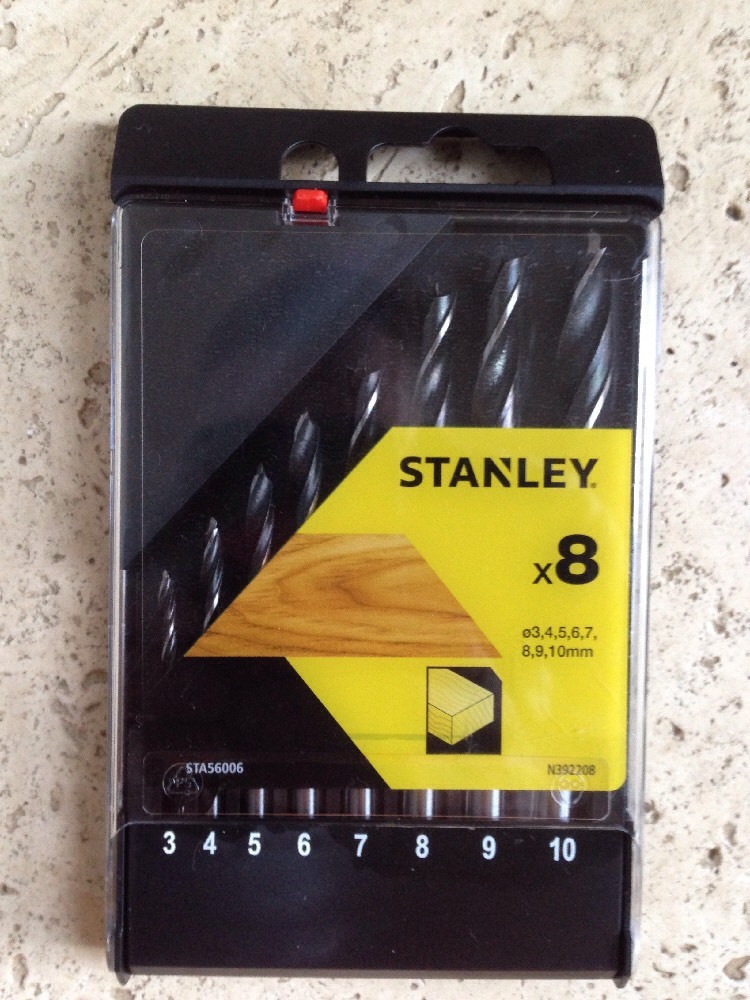 STANLEY®
x8
ø3,4,5,6,7,
8,9,10mm
STA56006
N392208
3 4 5 6 7 8 9 10